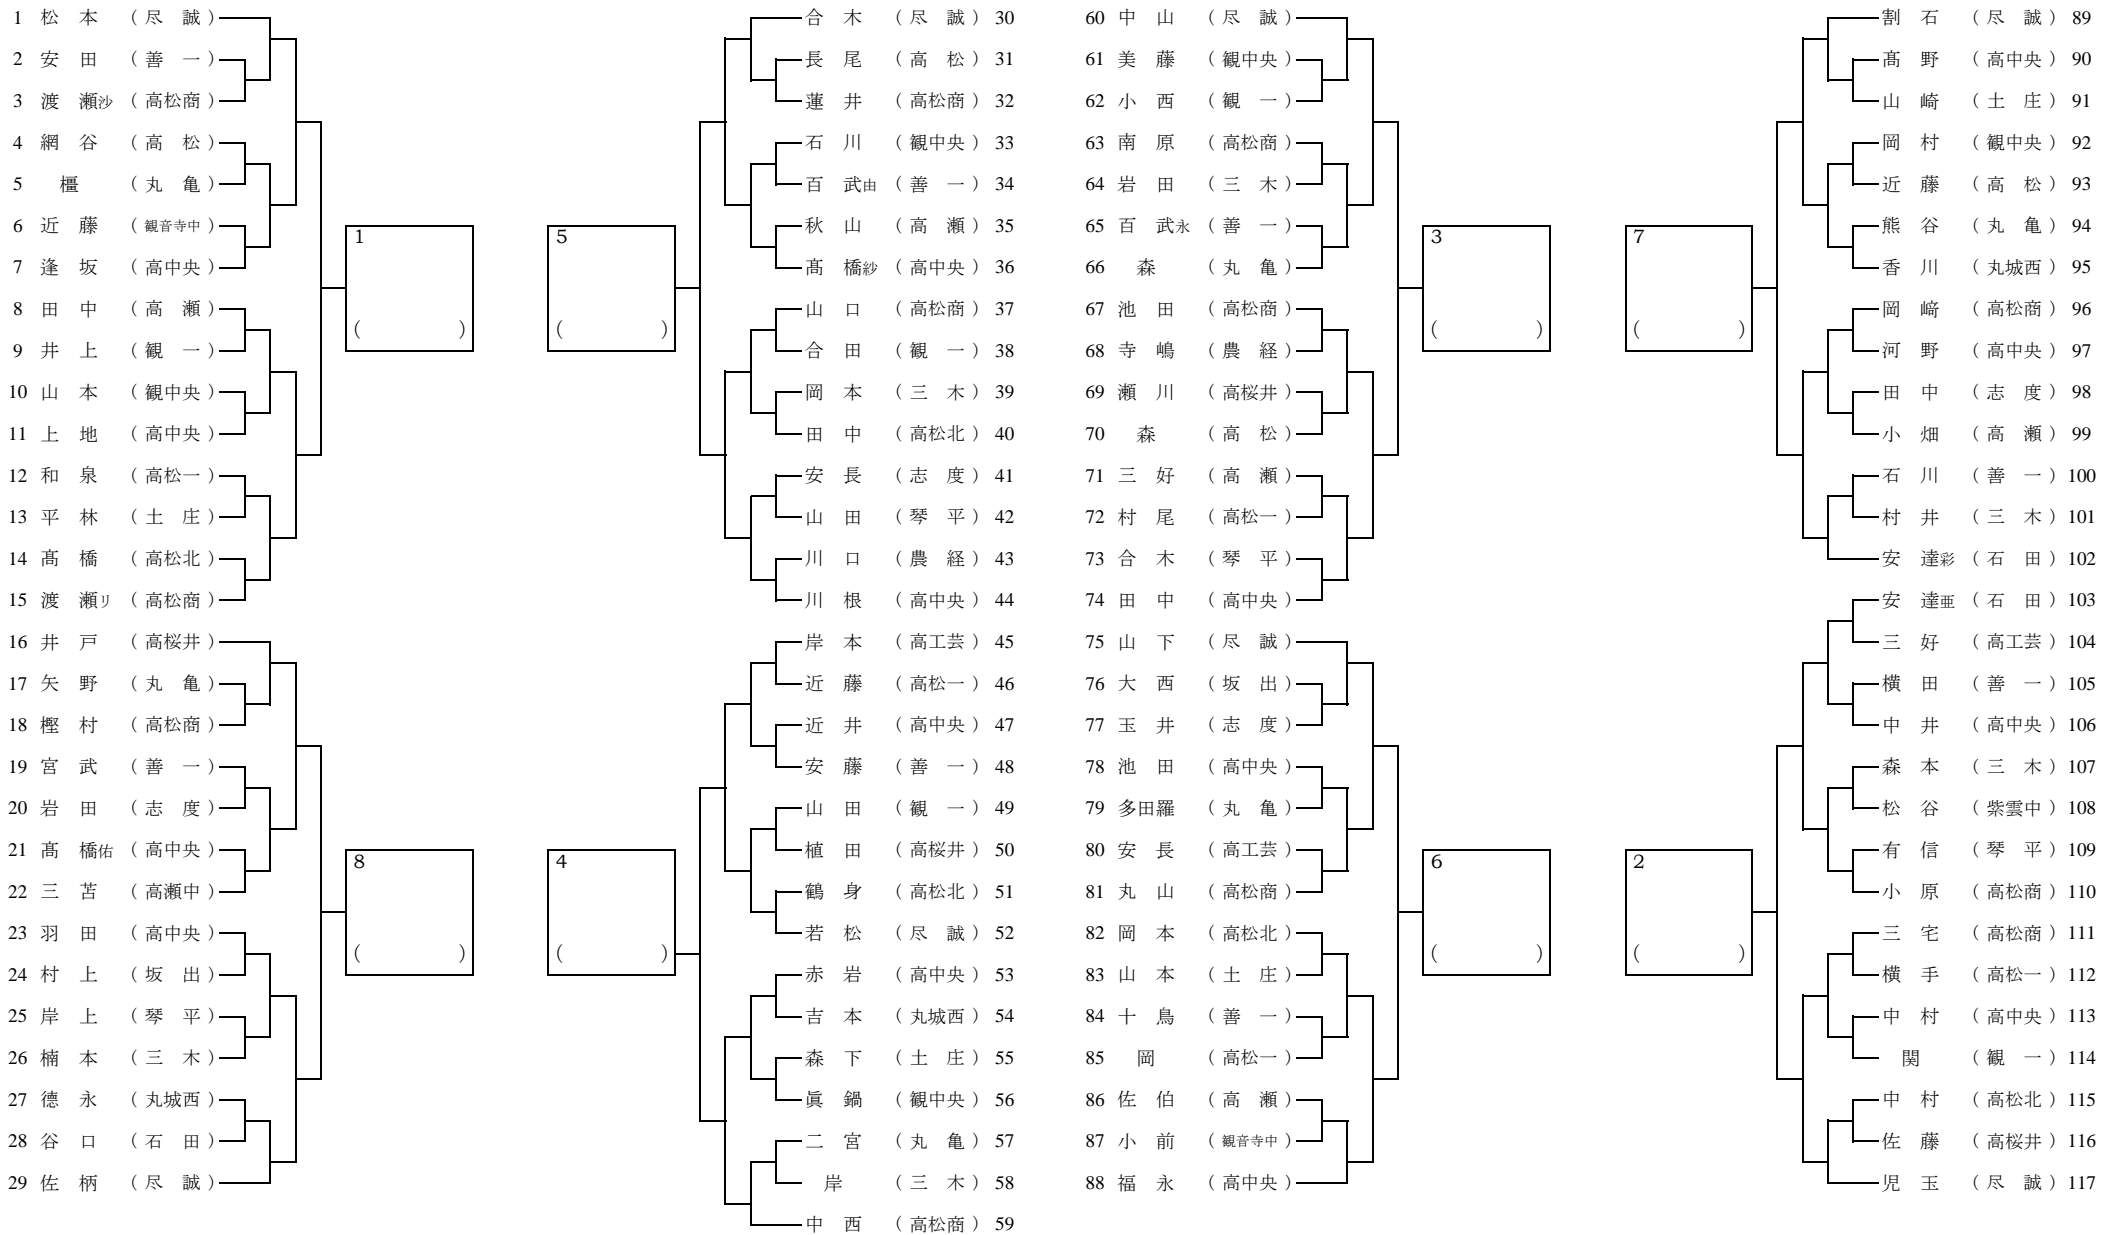 1 松 本 （ 尽 誠 ）
2 安 田 （ 善 一 ）
3 渡 瀬沙 （ 高松商 ）
4 網 谷 （ 高 松 ）
5 橿 （ 丸 亀 ）
6 近 藤 （ 観音寺中 ）
7 逢 坂 （ 高中央 ）
8 田 中 （ 高 瀬 ）
9 井 上 （ 観 一 ）
10 山 本 （ 観中央 ）
11 上 地 （ 高中央 ）
12 和 泉 （ 高松一 ）
13 平 林 （ 土 庄 ）
14 髙 橋 （ 高松北 ）
15 渡 瀬リ （ 高松商 ）
1
（ ）
16 井 戸 （ 高桜井 ）
17 矢 野 （ 丸 亀 ）
18 樫 村 （ 高松商 ）
19 宮 武 （ 善 一 ）
20 岩 田 （ 志 度 ）
21 髙 橋佑 （ 高中央 ）
22 三 苫 （ 高瀬中 ）
23 羽 田 （ 高中央 ）
24 村 上 （ 坂 出 ）
25 岸 上 （ 琴 平 ）
26 楠 本 （ 三 木 ）
27 德 永 （ 丸城西 ）
28 谷 口 （ 石 田 ）
29 佐 柄 （ 尽 誠 ）
8
（ ）
5
（ ）
合 木 （ 尽 誠 ） 30
長 尾 （ 高 松 ） 31
蓮 井 （ 高松商 ） 32
石 川 （ 観中央 ） 33
百 武由 （ 善 一 ） 34
秋 山 （ 高 瀬 ） 35
髙 橋紗 （ 高中央 ） 36
山 口 （ 高松商 ） 37
合 田 （ 観 一 ） 38
岡 本 （ 三 木 ） 39
田 中 （ 高松北 ） 40
安 長 （ 志 度 ） 41
山 田 （ 琴 平 ） 42
川 口 （ 農 経 ） 43
川 根 （ 高中央 ） 44
4
（ ）
岸 本 （ 高工芸 ） 45
近 藤 （ 高松一 ） 46
近 井 （ 高中央 ） 47
安 藤 （ 善 一 ） 48
山 田 （ 観 一 ） 49
植 田 （ 高桜井 ） 50
鶴 身 （ 高松北 ） 51
若 松 （ 尽 誠 ） 52
赤 岩 （ 高中央 ） 53
吉 本 （ 丸城西 ） 54
森 下 （ 土 庄 ） 55
眞 鍋 （ 観中央 ） 56
二 宮 （ 丸 亀 ） 57
岸 （ 三 木 ） 58
中 西 （ 高松商 ） 59
60 中 山 （ 尽 誠 ）
61 美 藤 （ 観中央 ）
62 小 西 （ 観 一 ）
63 南 原 （ 高松商 ）
64 岩 田 （ 三 木 ）
65 百 武永 （ 善 一 ）
66 森 （ 丸 亀 ）
67 池 田 （ 高松商 ）
68 寺 嶋 （ 農 経 ）
69 瀬 川 （ 高桜井 ）
70 森 （ 高 松 ）
71 三 好 （ 高 瀬 ）
72 村 尾 （ 高松一 ）
73 合 木 （ 琴 平 ）
74 田 中 （ 高中央 ）
3
（ ）
75 山 下 （ 尽 誠 ）
76 大 西 （ 坂 出 ）
77 玉 井 （ 志 度 ）
78 池 田 （ 高中央 ）
79 多田羅 （ 丸 亀 ）
80 安 長 （ 高工芸 ）
81 丸 山 （ 高松商 ）
82 岡 本 （ 高松北 ）
83 山 本 （ 土 庄 ）
84 十 鳥 （ 善 一 ）
85 岡 （ 高松一 ）
86 佐 伯 （ 高 瀬 ）
87 小 前 （ 観音寺中 ）
88 福 永 （ 高中央 ）
6
（ ）
7
（ ）
割 石 （ 尽 誠 ） 89
髙 野 （ 高中央 ） 90
山 崎 （ 土 庄 ） 91
岡 村 （ 観中央 ） 92
近 藤 （ 高 松 ） 93
熊 谷 （ 丸 亀 ） 94
香 川 （ 丸城西 ） 95
岡 﨑 （ 高松商 ） 96
河 野 （ 高中央 ） 97
田 中 （ 志 度 ） 98
小 畑 （ 高 瀬 ） 99
石 川 （ 善 一 ） 100
村 井 （ 三 木 ） 101
安 達彩 （ 石 田 ） 102
2
（ ）
安 達亜 （ 石 田 ） 103
三 好 （ 高工芸 ） 104
横 田 （ 善 一 ） 105
中 井 （ 高中央 ） 106
森 本 （ 三 木 ） 107
松 谷 （ 紫雲中 ） 108
有 信 （ 琴 平 ） 109
小 原 （ 高松商 ） 110
三 宅 （ 高松商 ） 111
横 手 （ 高松一 ） 112
中 村 （ 高中央 ） 113
関 （ 観 一 ） 114
中 村 （ 高松北 ） 115
佐 藤 （ 高桜井 ） 116
児 玉 （ 尽 誠 ） 117